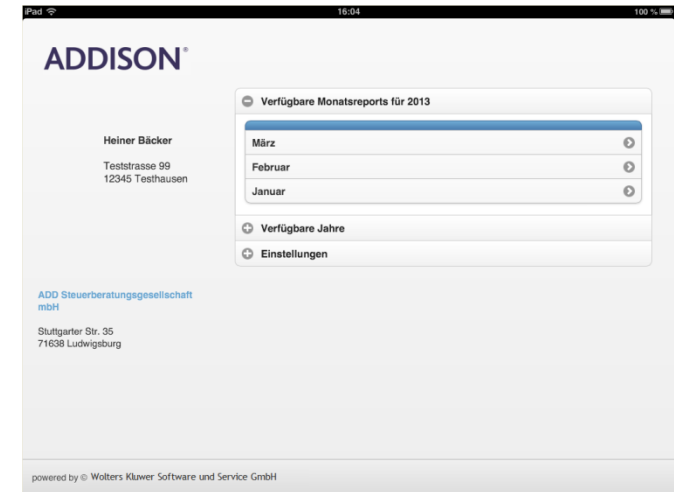 iPad 16:04 100 %
ADDISON®
Verfügbare Monatsreports für 2013
März
Februar
Januar
Verfügbare Jahre
Einstellungen
Heiner Bäcker
Teststrasse 99
12345 Testhausen
ADD Steuerberatungsgesellschaft
mbH
Stuttgarter Str. 35
71638 Ludwigsburg
powered by © Wolters Kluwer Software und Service GmbH